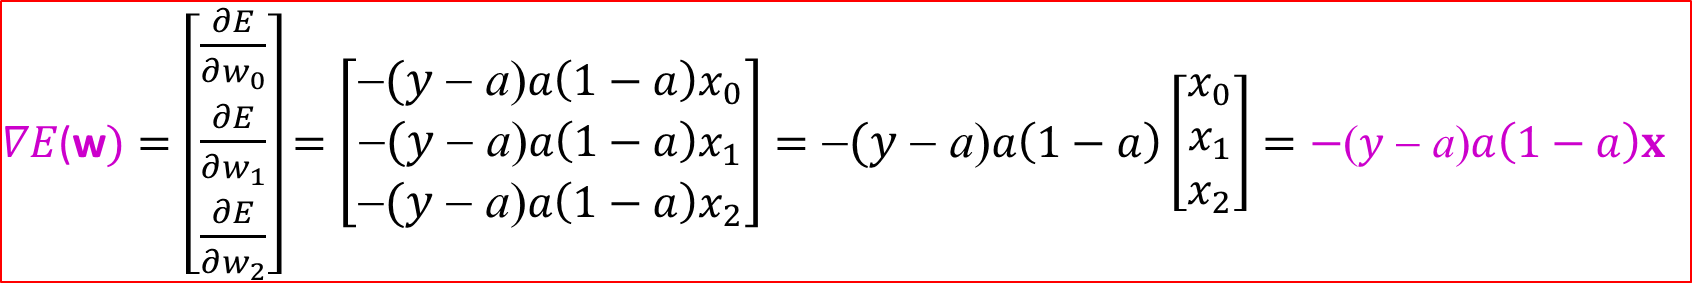 ∇E(w) = [∂E/∂w₀ ∂E/∂w₁ ∂E/∂w₂] = [−(y − a)a(1 − a)x₀ −(y − a)a(1 − a)x₁ −(y − a)a(1 − a)x₂] = −(y − a)a(1 − a) [x₀ x₁ x₂] = −(y − a)a(1 − a)x